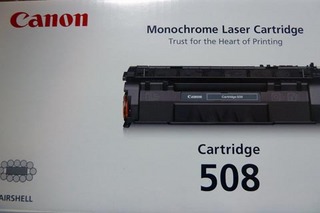 Canon
Monochrome Laser Cartridge
Trust for the Heart of Printing
Canon Cartridge 508
Cartridge
508
AIRSHELL